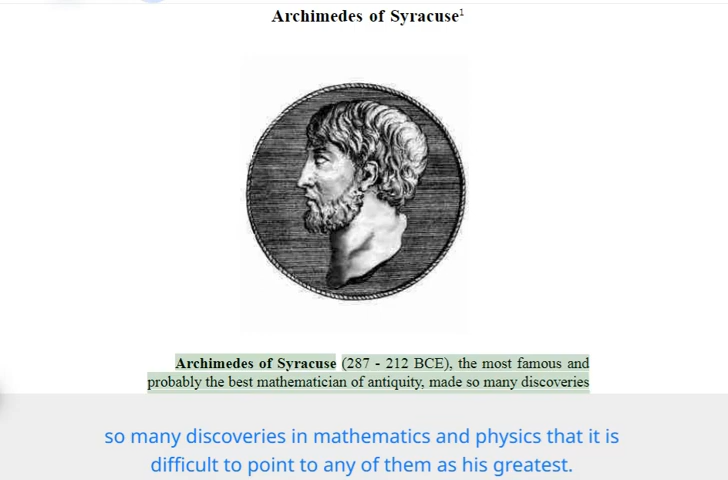 Archimedes of Syracuse¹
Archimedes of Syracuse (287 - 212 BCE), the most famous and
probably the best mathematician of antiquity, made so many discoveries
so many discoveries in mathematics and physics that it is
difficult to point to any of them as his greatest.